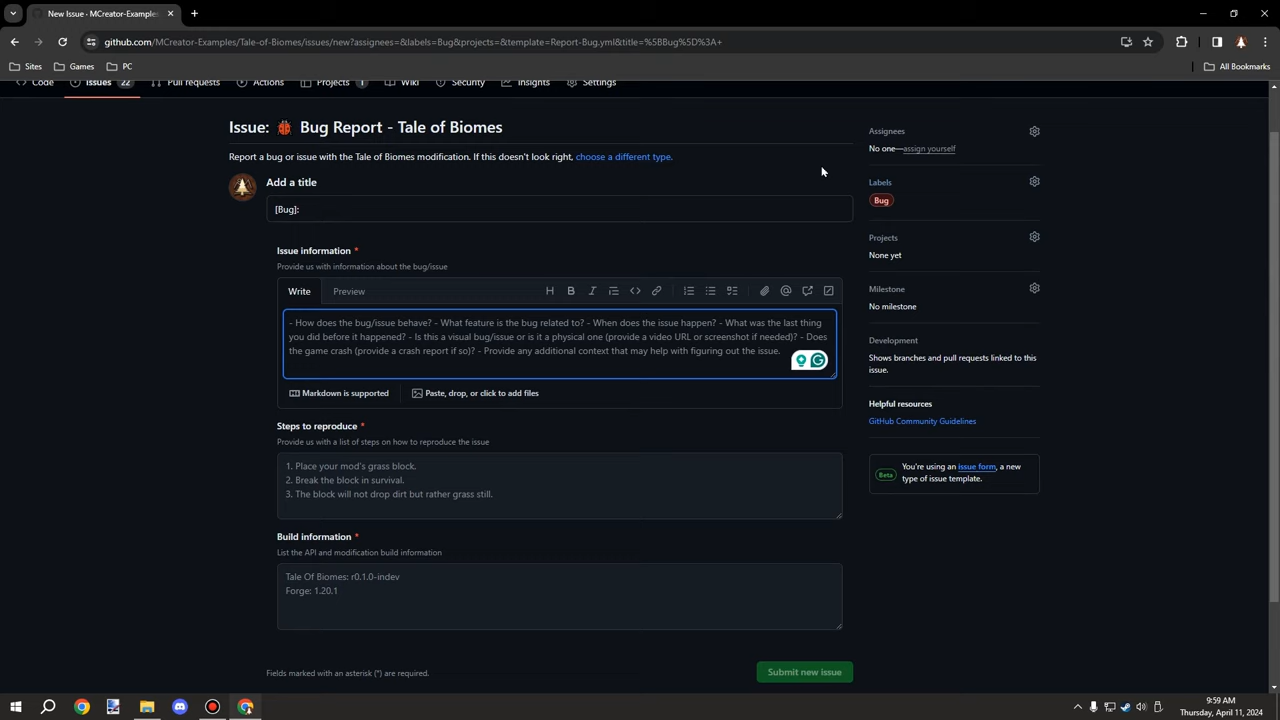 New Issue · MCreator-Examples
github.com/MCreator-Examples/Tale-of-Biomes/issues/new?assignees=&labels=Bug&projects=&template=Report-Bug.yml&title=%5BBug%5D%3A+
Sites
Games
PC
All Bookmarks
Code
Issues 22
Pull requests
Actions
Projects 1
Wiki
Security
Insights
Settings
Issue: Bug Report - Tale of Biomes
Report a bug or issue with the Tale of Biomes modification. If this doesn't look right, choose a different type.
Add a title
[Bug]:
Issue information *
Provide us with information about the bug/issue
Write
Preview
- How does the bug/issue behave? - What feature is the bug related to? - When does the issue happen? - What was the last thing
you did before it happened? - Is this a visual bug/issue or is it a physical one (provide a video URL or screenshot if needed)? - Does
the game crash (provide a crash report if so)? - Provide any additional context that may help with figuring out the issue.
Markdown is supported
Paste, drop, or click to add files
Steps to reproduce *
Provide us with a list of steps on how to reproduce the issue
1. Place your mod's grass block.
2. Break the block in survival.
3. The block will not drop dirt but rather grass still.
Build information *
List the API and modification build information
Tale Of Biomes: r0.1.0-indev
Forge: 1.20.1
Fields marked with an asterisk (*) are required.
Submit new issue
Assignees
No one—assign yourself
Labels
Bug
Projects
None yet
Milestone
No milestone
Development
Shows branches and pull requests linked to this
issue.
Helpful resources
GitHub Community Guidelines
Beta
You're using an issue form, a new
type of issue template.
9:59 AM
Thursday, April 11, 2024